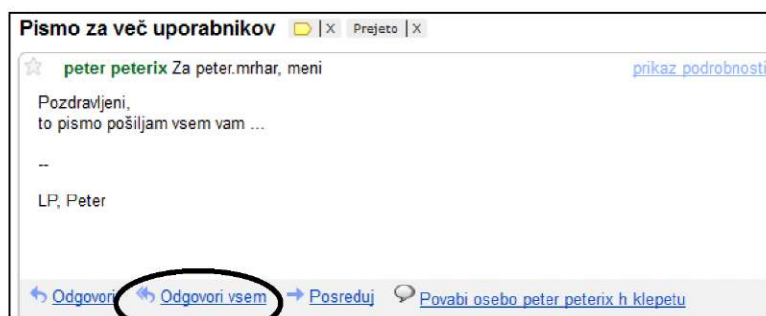 Pismo za več uporabnikov | X Prejeto | X
peter peterix Za peter.mrhar, meni prikaz podrobnosti
Pozdravljeni,
to pismo pošiljam vsem vam ...
--
LP, Peter
Odgovori Odgovori vsem Posreduj Povabi osebo peter peterix h klepetu